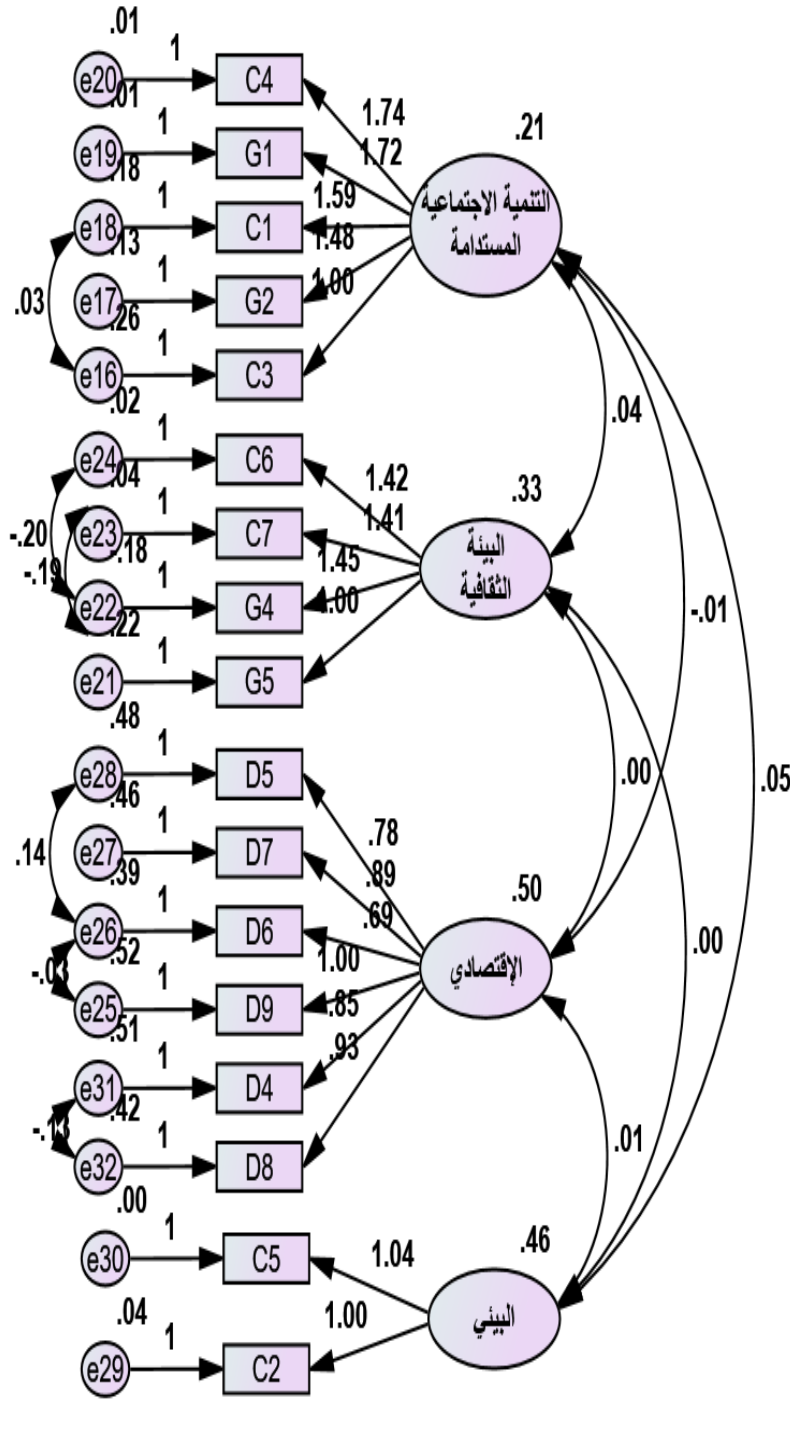 .01
1
e20
C4
1.74
.21
.01
1
e19
G1
1.72
.18
1
e18
C1
1.59
التنمية الاجتماعية
المستدامة
.13
1
e17
G2
1.48
.03
.26
1
e16
C3
1.00
.04
.02
1
e24
C6
1.42
.33
.04
1
e23
C7
1.41
-.20
البيئة
الثقافية
-.18
1
e22
G4
1.45
-.19
-.01
.22
1
e21
G5
1.00
.48
1
e28
D5
.78
.00
.05
.46
1
e27
D7
.89
.14
.50
.39
1
e26
D6
.69
.00
.52
1
e25
D9
1.00
-.03
الإقتصادي
.51
1
e31
D4
.85
.42
1
e32
D8
.93
-.13
.01
.00
1
e30
C5
1.04
.46
البيئي
.04
1
e29
C2
1.00